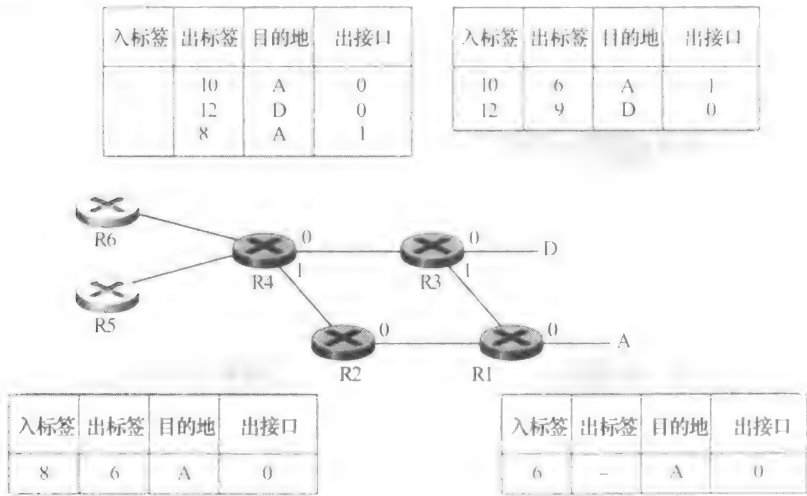 入标签 出标签 目的地 出接口
10 A 0
12 D 0
8 A 1
入标签 出标签 目的地 出接口
10 6 A 1
12 9 D 0
R6
R5
R4
0
1
R3
0
1
D
R2
0
R1
0
A
入标签 出标签 目的地 出接口
8 6 A 0
入标签 出标签 目的地 出接口
6 – A 0